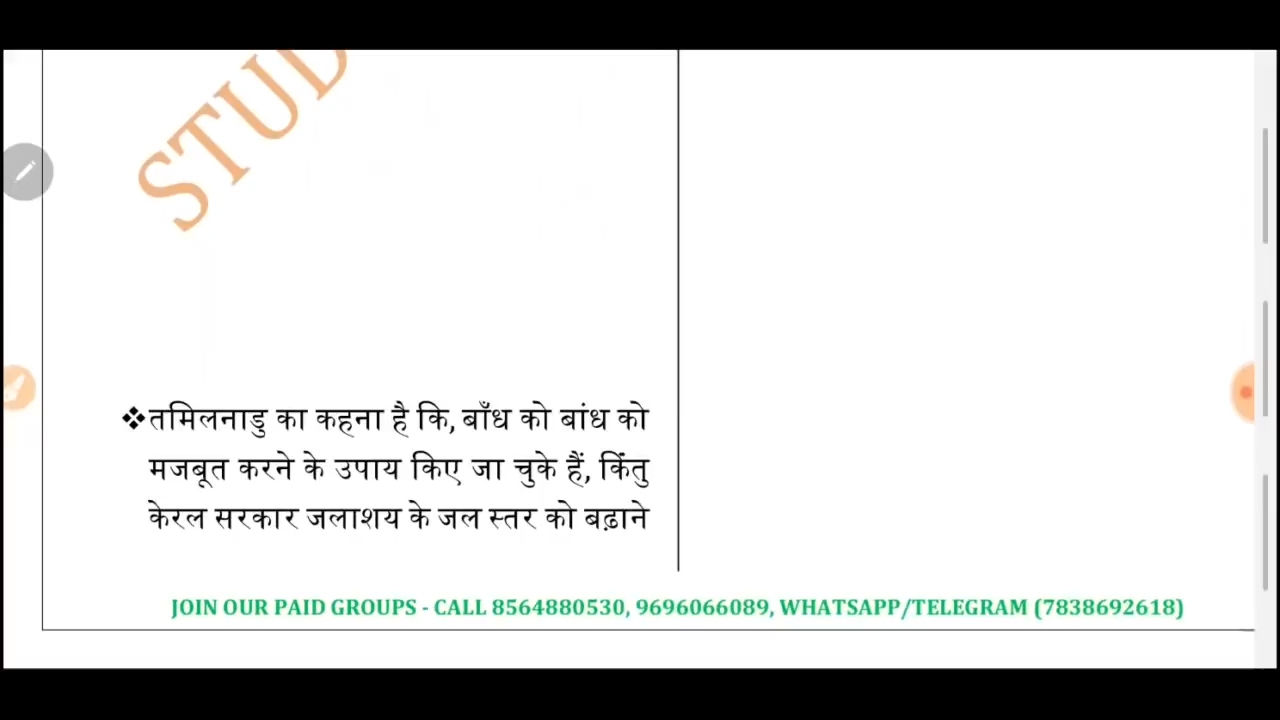 STUD
❖तमिलनाडु का कहना है कि, बाँध को बांध को
मजबूत करने के उपाय किए जा चुके हैं, किंतु
केरल सरकार जलाशय के जल स्तर को बढ़ाने
JOIN OUR PAID GROUPS - CALL 8564880530, 9696066089, WHATSAPP/TELEGRAM (7838692618)